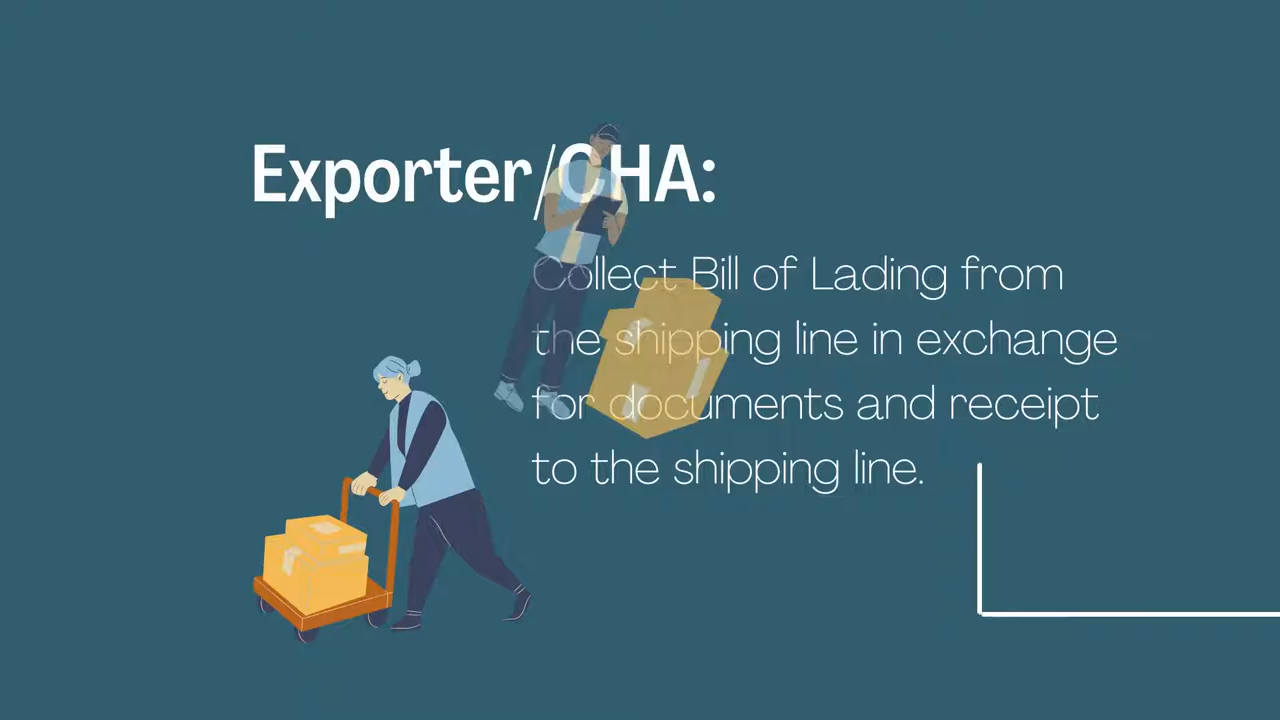 Exporter/CHA:
Collect Bill of Lading from
the shipping line in exchange
for documents and receipt
to the shipping line.